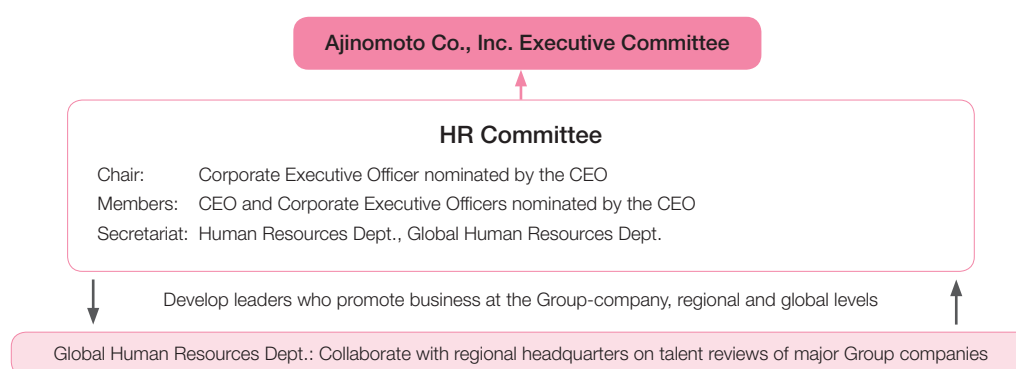 Ajinomoto Co., Inc. Executive Committee
HR Committee
Chair: Corporate Executive Officer nominated by the CEO
Members: CEO and Corporate Executive Officers nominated by the CEO
Secretariat: Human Resources Dept., Global Human Resources Dept.
Develop leaders who promote business at the Group-company, regional and global levels
Global Human Resources Dept.: Collaborate with regional headquarters on talent reviews of major Group companies